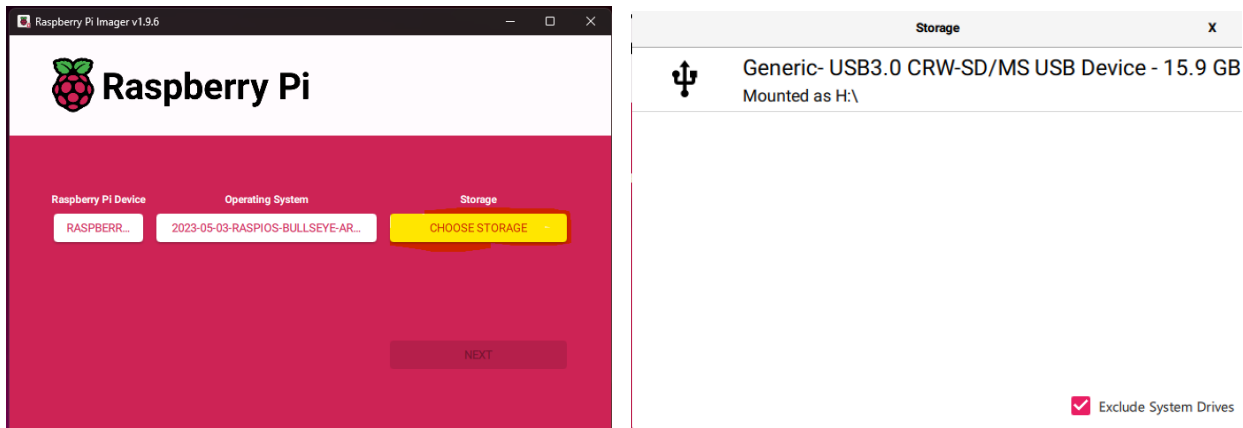 Raspberry Pi Imager v1.9.6
Raspberry Pi
Raspberry Pi Device
Operating System
Storage
RASPBERR...
2023-05-03-RASPIOS-BULLSEYE-AR...
CHOOSE STORAGE
NEXT
Storage
X
Generic- USB3.0 CRW-SD/MS USB Device - 15.9 GB
Mounted as H:\
Exclude System Drives